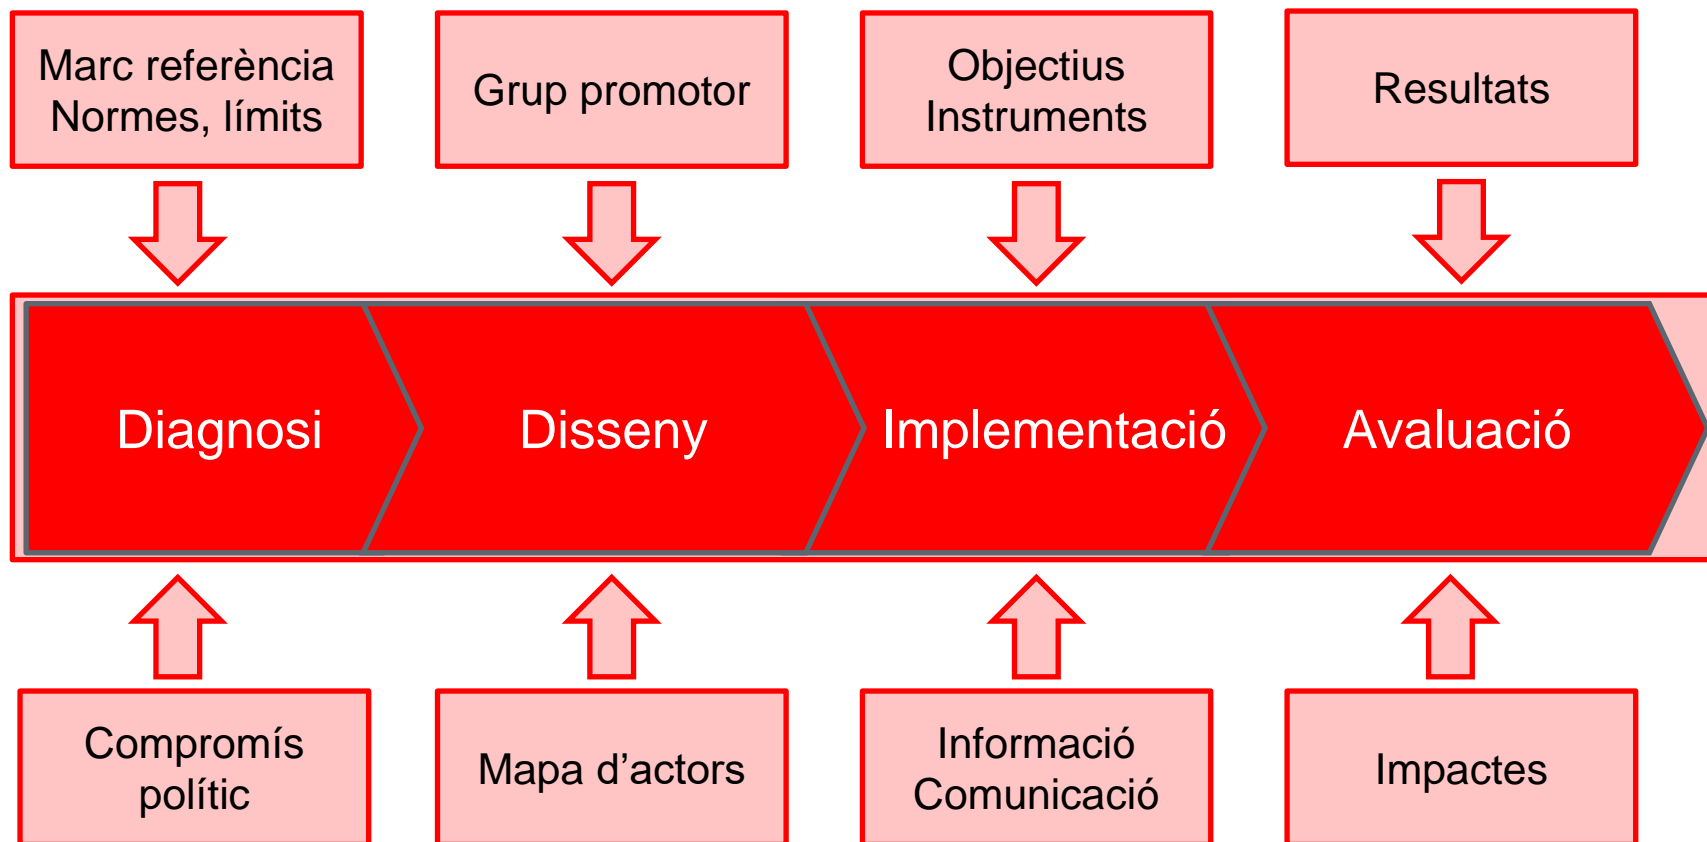 Marc referència
Normes, límits
Grup promotor
Objectius
Instruments
Resultats
Diagnosi
Disseny
Implementació
Avaluació
Compromís
polític
Mapa d’actors
Informació
Comunicació
Impactes